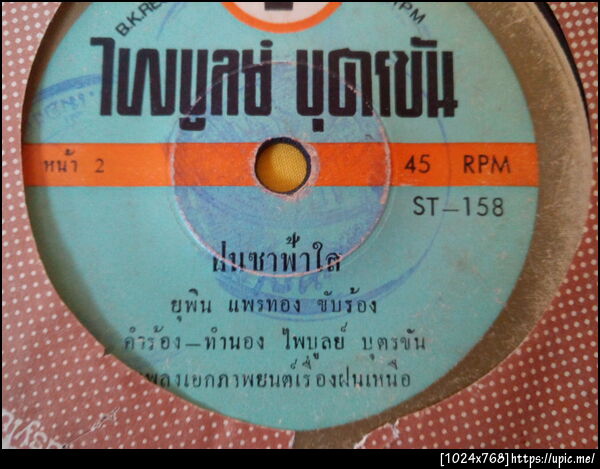 B.K.RE
RPM
ไพบูลย์ บุตรขัน
หน้า 2
45 RPM
ST-158
ฝนซาฟ้าใส
ยุพิน แพรทอง ขับร้อง
คำร้อง-ทำนอง ไพบูลย์ บุตรขัน
เพลงเอกภาพยนต์เรื่องฝนเหนือ
[1024x768]https://upic.me/